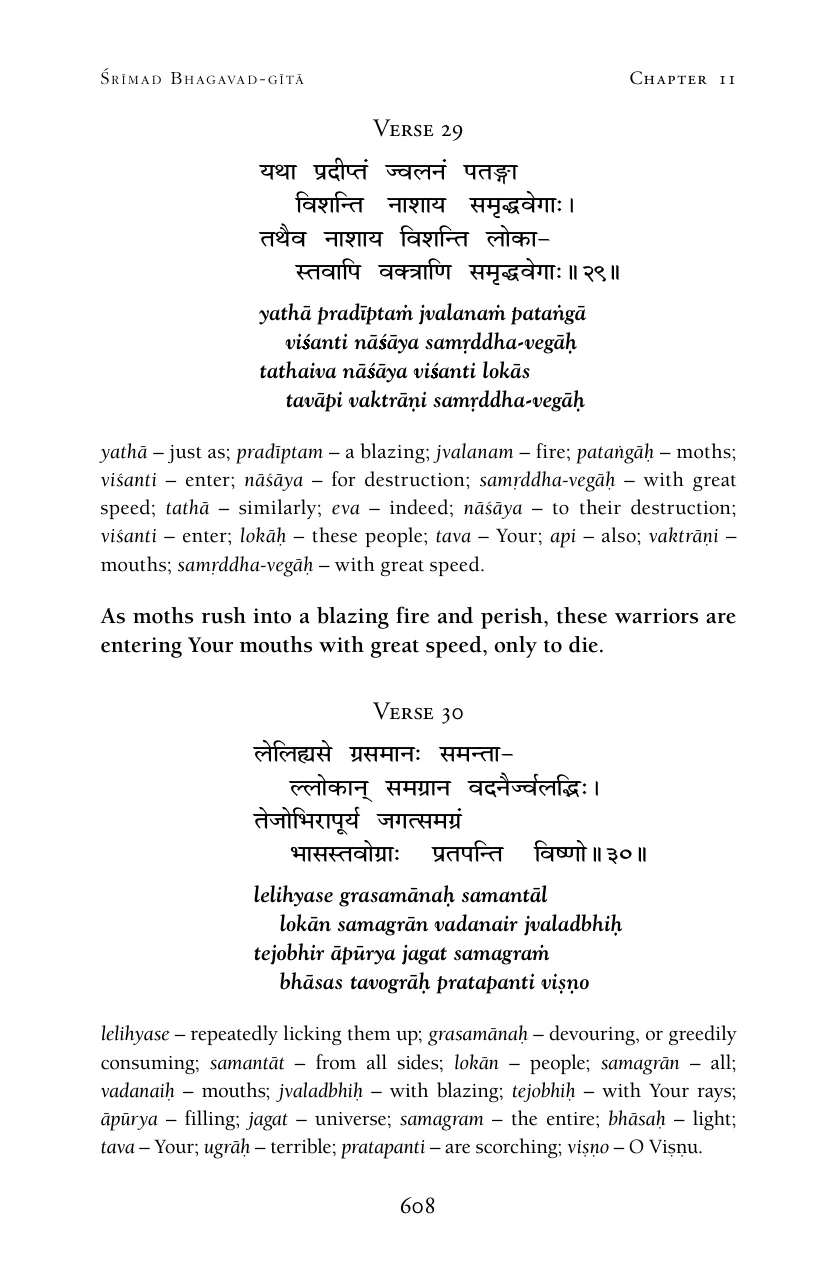 Śrīmad Bhagavad-gītā Chapter 11
Verse 29
यथा प्रदीप्तं ज्वलनं पतङ्गा
विशन्ति नाशाय समृद्धवेगाः।
तथैव नाशाय विशन्ति लोका–
स्तवापि वक्त्राणि समृद्धवेगाः॥२९॥
yathā pradīptaṁ jvalanaṁ pataṅgā
viśanti nāśāya samṛddha-vegāḥ
tathaiva nāśāya viśanti lokās
tavāpi vaktrāṇi samṛddha-vegāḥ
yathā – just as; pradīptam – a blazing; jvalanam – fire; pataṅgāḥ – moths;
viśanti – enter; nāśāya – for destruction; samṛddha-vegāḥ – with great
speed; tathā – similarly; eva – indeed; nāśāya – to their destruction;
viśanti – enter; lokāḥ – these people; tava – Your; api – also; vaktrāṇi –
mouths; samṛddha-vegāḥ – with great speed.
As moths rush into a blazing fire and perish, these warriors are
entering Your mouths with great speed, only to die.
Verse 30
लेलिह्यसे ग्रसमानः समन्ता–
ल्लोकान् समग्रान वदनैर्ज्वलद्भिः।
तेजोभिरापूर्य जगत्समग्रं
भासस्तवोग्राः प्रतपन्ति विष्णो॥३०॥
lelihyase grasamānaḥ samantāl
lokān samagrān vadanair jvaladbhiḥ
tejobhir āpūrya jagat samagraṁ
bhāsas tavogrāḥ pratapanti viṣṇo
lelihyase – repeatedly licking them up; grasamānaḥ – devouring, or greedily
consuming; samantāt – from all sides; lokān – people; samagrān – all;
vadanaiḥ – mouths; jvaladbhiḥ – with blazing; tejobhiḥ – with Your rays;
āpūrya – filling; jagat – universe; samagram – the entire; bhāsaḥ – light;
tava – Your; ugrāḥ – terrible; pratapanti – are scorching; viṣṇo – O Viṣṇu.
608